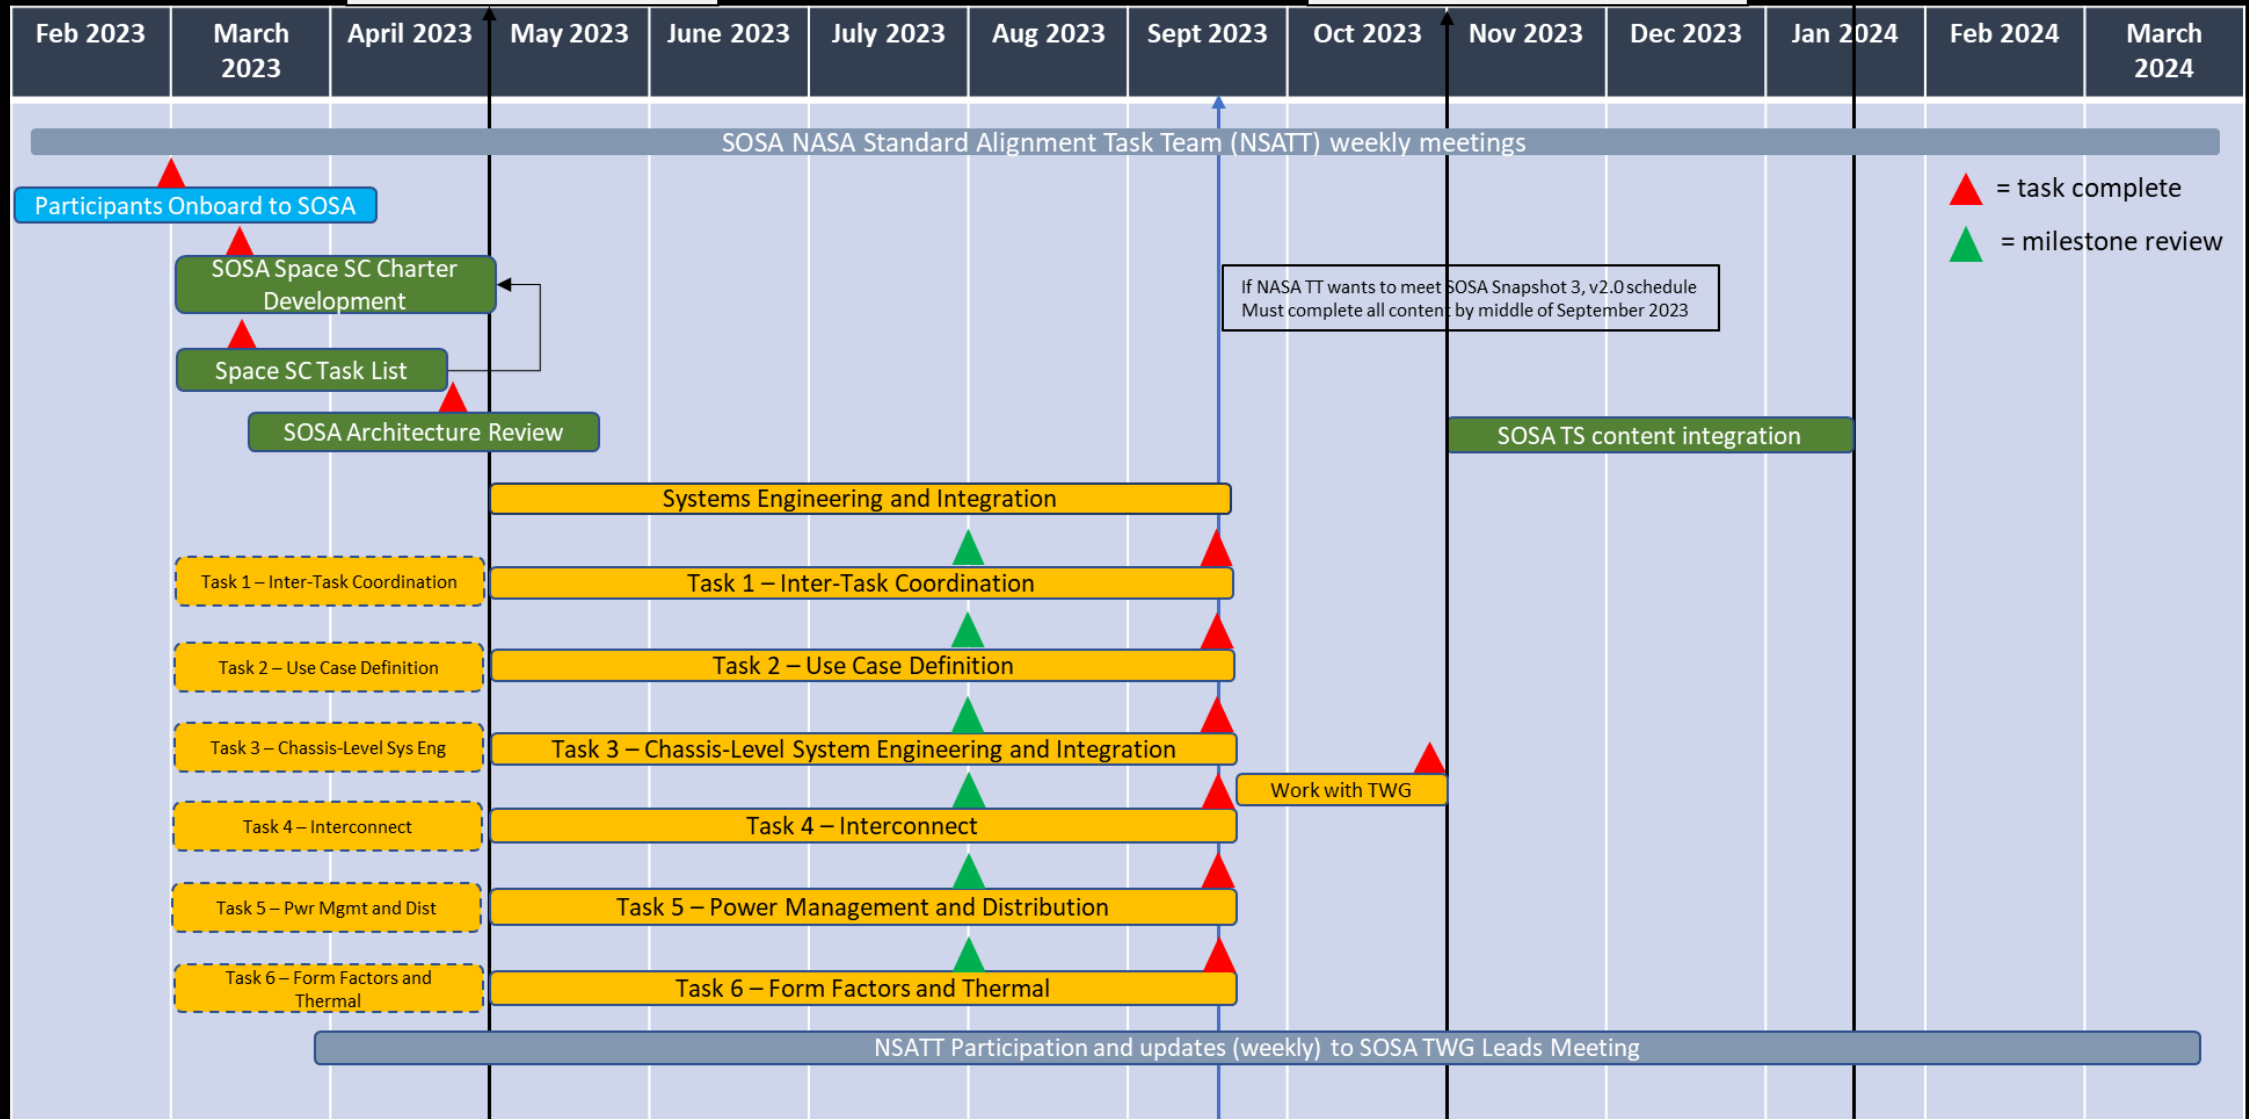 Feb 2023
March
2023
April 2023
May 2023
June 2023
July 2023
Aug 2023
Sept 2023
Oct 2023
Nov 2023
Dec 2023
Jan 2024
Feb 2024
March
2024
SOSA NASA Standard Alignment Task Team (NSATT) weekly meetings
= task complete
Participants Onboard to SOSA
= milestone review
SOSA Space SC Charter
Development
If NASA TT wants to meet SOSA Snapshot 3, v2.0 schedule
Must complete all content by middle of September 2023
Space SC Task List
SOSA Architecture Review
SOSA TS content integration
Systems Engineering and Integration
Task 1 – Inter-Task Coordination
Task 1 – Inter-Task Coordination
Task 2 – Use Case Definition
Task 2 – Use Case Definition
Task 3 – Chassis-Level Sys Eng
Task 3 – Chassis-Level System Engineering and Integration
Work with TWG
Task 4 – Interconnect
Task 4 – Interconnect
Task 5 – Pwr Mgmt and Dist
Task 5 – Power Management and Distribution
Task 6 – Form Factors and
Thermal
Task 6 – Form Factors and Thermal
NSATT Participation and updates (weekly) to SOSA TWG Leads Meeting